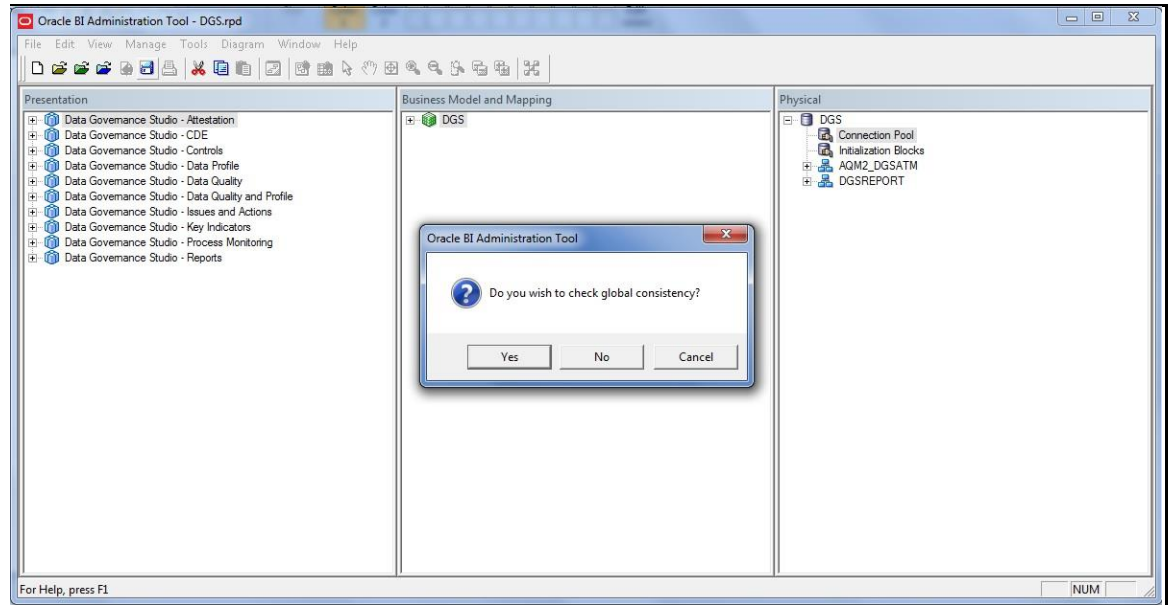 Oracle BI Administration Tool - DGS.rpd
File Edit View Manage Tools Diagram Window Help
Presentation
Data Governance Studio - Attestation
Data Governance Studio - CDE
Data Governance Studio - Controls
Data Governance Studio - Data Profile
Data Governance Studio - Data Quality
Data Governance Studio - Data Quality and Profile
Data Governance Studio - Issues and Actions
Data Governance Studio - Key Indicators
Data Governance Studio - Process Monitoring
Data Governance Studio - Reports
Business Model and Mapping
DGS
Physical
DGS
Connection Pool
Initialization Blocks
AQM2_DGSATM
DGSREPORT
Oracle BI Administration Tool
Do you wish to check global consistency?
Yes No Cancel
For Help, press F1 NUM